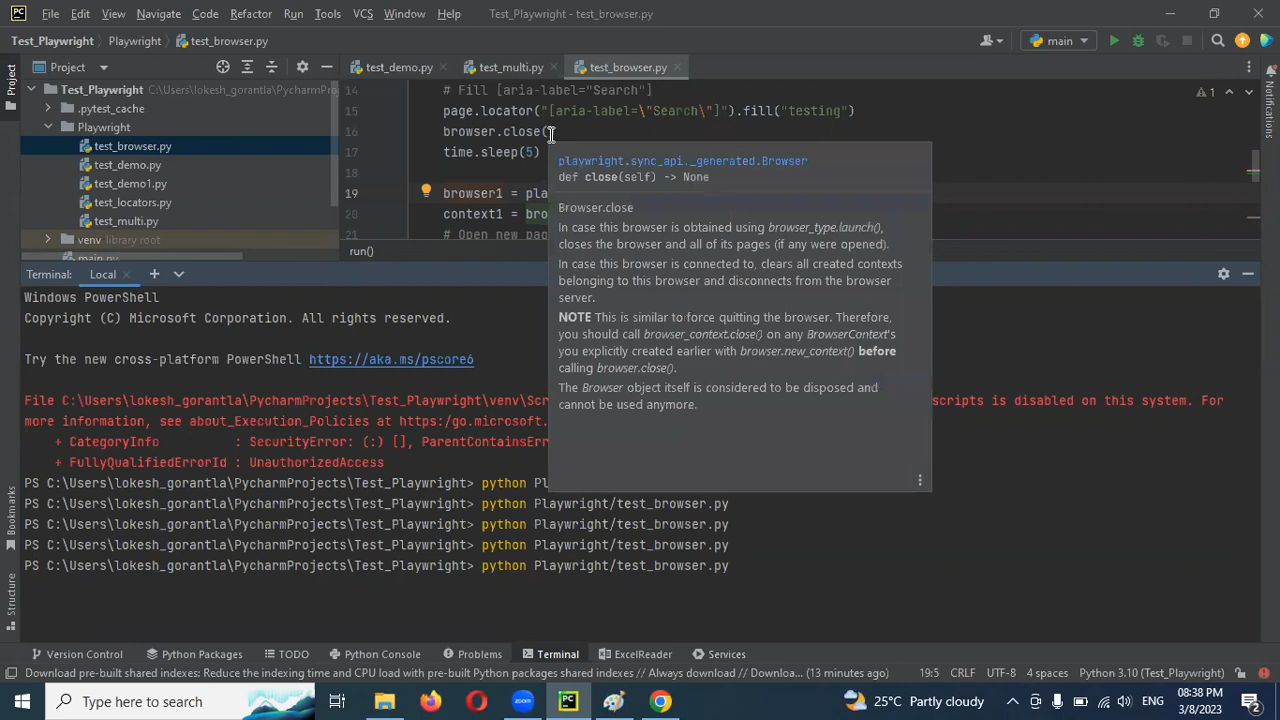 PC File Edit View Navigate Code Refactor Run Tools VCS Window Help Test_Playwright - test_browser.py
Test_Playwright Playwright test_browser.py main
Project test_demo.py test_multi.py test_browser.py
Project
Test_Playwright C:\Users\lokesh_gorantla\PycharmProjects\Test_Playwright
.pytest_cache
Playwright
test_browser.py
test_demo.py
test_demo1.py
test_locators.py
test_multi.py
venv library root
main.py
14 # Fill [aria-label="Search"]
15 page.locator("[aria-label=\"Search\"]").fill("testing")
16 browser.close(
17 time.sleep(5)
19 browser1 = pla
20 context1 = bro
# Open new pag
run()
1
Notifications
playwright.sync_api._generated.Browser
def close(self) -> None
Browser.close
In case this browser is obtained using browser_type.launch(),
closes the browser and all of its pages (if any were opened).
In case this browser is connected to, clears all created contexts
belonging to this browser and disconnects from the browser
server.
NOTE This is similar to force quitting the browser. Therefore,
you should call browser_context.close() on any BrowserContext's
you explicitly created earlier with browser.new_context() before
calling browser.close().
The Browser object itself is considered to be disposed and
cannot be used anymore.
Terminal: Local
Windows PowerShell
Copyright (C) Microsoft Corporation. All rights reserved.
Try the new cross-platform PowerShell https://aka.ms/pscore6
File C:\Users\lokesh_gorantla\PycharmProjects\Test_Playwright\venv\Scr scripts is disabled on this system. For
more information, see about_Execution_Policies at https:/go.microsoft.
+ CategoryInfo : SecurityError: (:) [], ParentContainsErr
+ FullyQualifiedErrorId : UnauthorizedAccess
PS C:\Users\lokesh_gorantla\PycharmProjects\Test_Playwright> python Pl
PS C:\Users\lokesh_gorantla\PycharmProjects\Test_Playwright> python Playwright/test_browser.py
PS C:\Users\lokesh_gorantla\PycharmProjects\Test_Playwright> python Playwright/test_browser.py
PS C:\Users\lokesh_gorantla\PycharmProjects\Test_Playwright> python Playwright/test_browser.py
PS C:\Users\lokesh_gorantla\PycharmProjects\Test_Playwright> python Playwright/test_browser.py
Bookmarks
Structure
Version Control Python Packages TODO Python Console Problems Terminal ExcelReader Services
Download pre-built shared indexes: Reduce the indexing time and CPU load with pre-built Python packages shared indexes // Always download // Downloa... (13 minutes ago) 19:5 CRLF UTF-8 4 spaces Python 3.10 (Test_Playwright)
Type here to search zoom PC 25°C Partly cloudy ENG 08:38 PM
3/8/2023 2